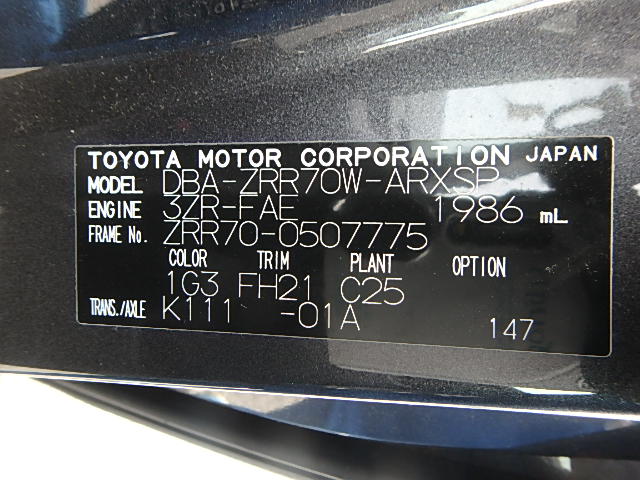 TOYOTA MOTOR CORPORATION JAPAN
MODEL DBA-ZRR70W-ARXSP
ENGINE 3ZR-FAE 1986 mL
FRAME No. ZRR70-0507775
COLOR TRIM PLANT OPTION
1G3 FH21 C25
TRANS./AXLE K111 -01A
147